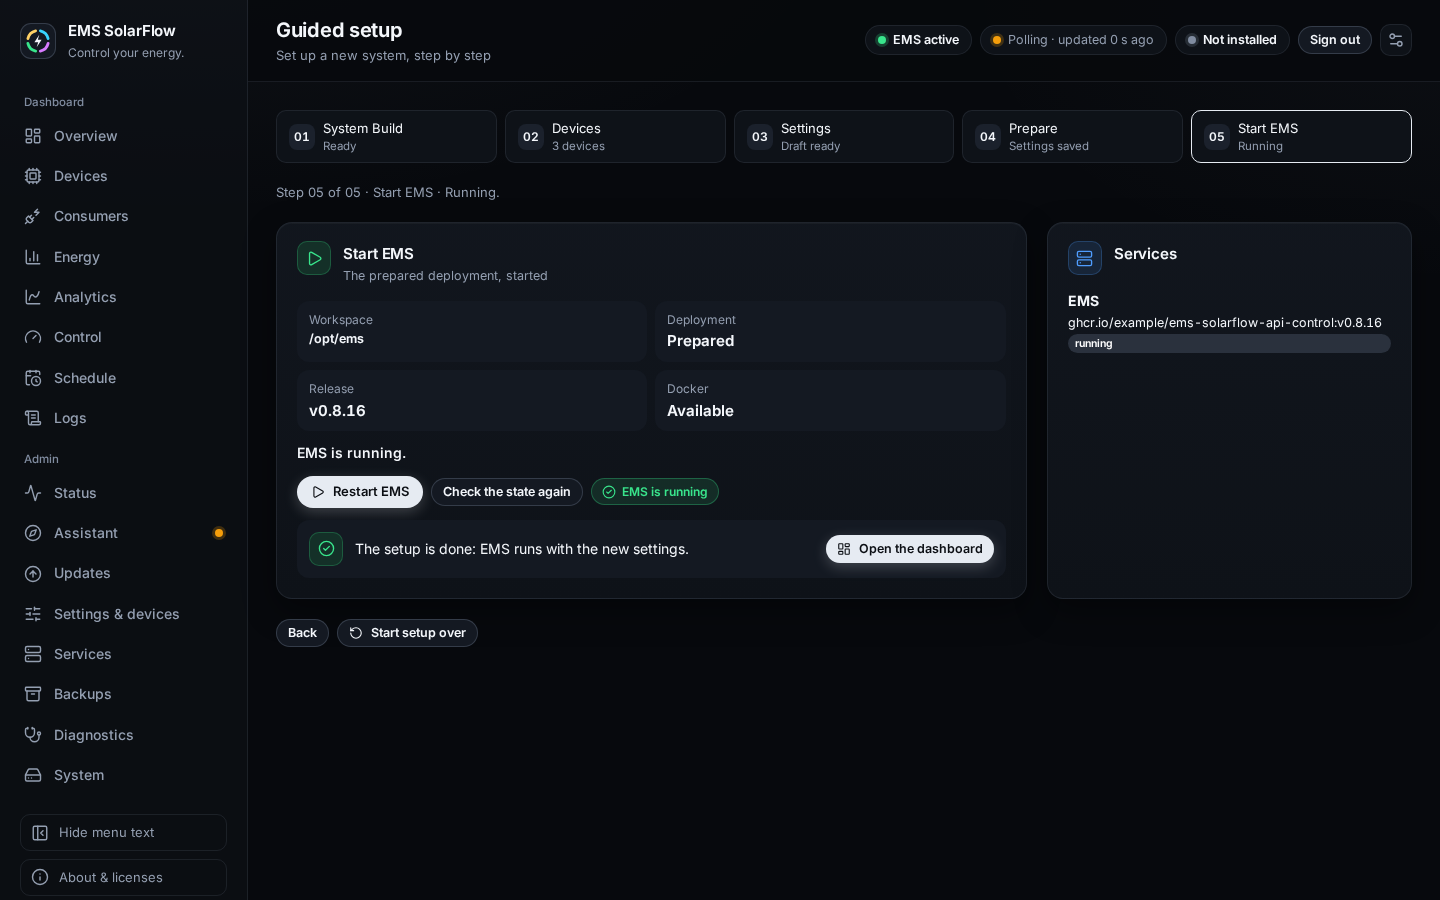 EMS SolarFlow
Control your energy.
Dashboard
Overview
Devices
Consumers
Energy
Analytics
Control
Schedule
Logs
Admin
Status
Assistant
Updates
Settings & devices
Services
Backups
Diagnostics
System
Hide menu text
About & licenses
Guided setup
Set up a new system, step by step
EMS active
Polling · updated 0 s ago
Not installed
Sign out
01
System Build
Ready
02
Devices
3 devices
03
Settings
Draft ready
04
Prepare
Settings saved
05
Start EMS
Running
Step 05 of 05 · Start EMS · Running.
Start EMS
The prepared deployment, started
Workspace
/opt/ems
Deployment
Prepared
Release
v0.8.16
Docker
Available
EMS is running.
Restart EMS
Check the state again
EMS is running
The setup is done: EMS runs with the new settings.
Open the dashboard
Services
EMS
ghcr.io/example/ems-solarflow-api-control:v0.8.16
running
Back
Start setup over